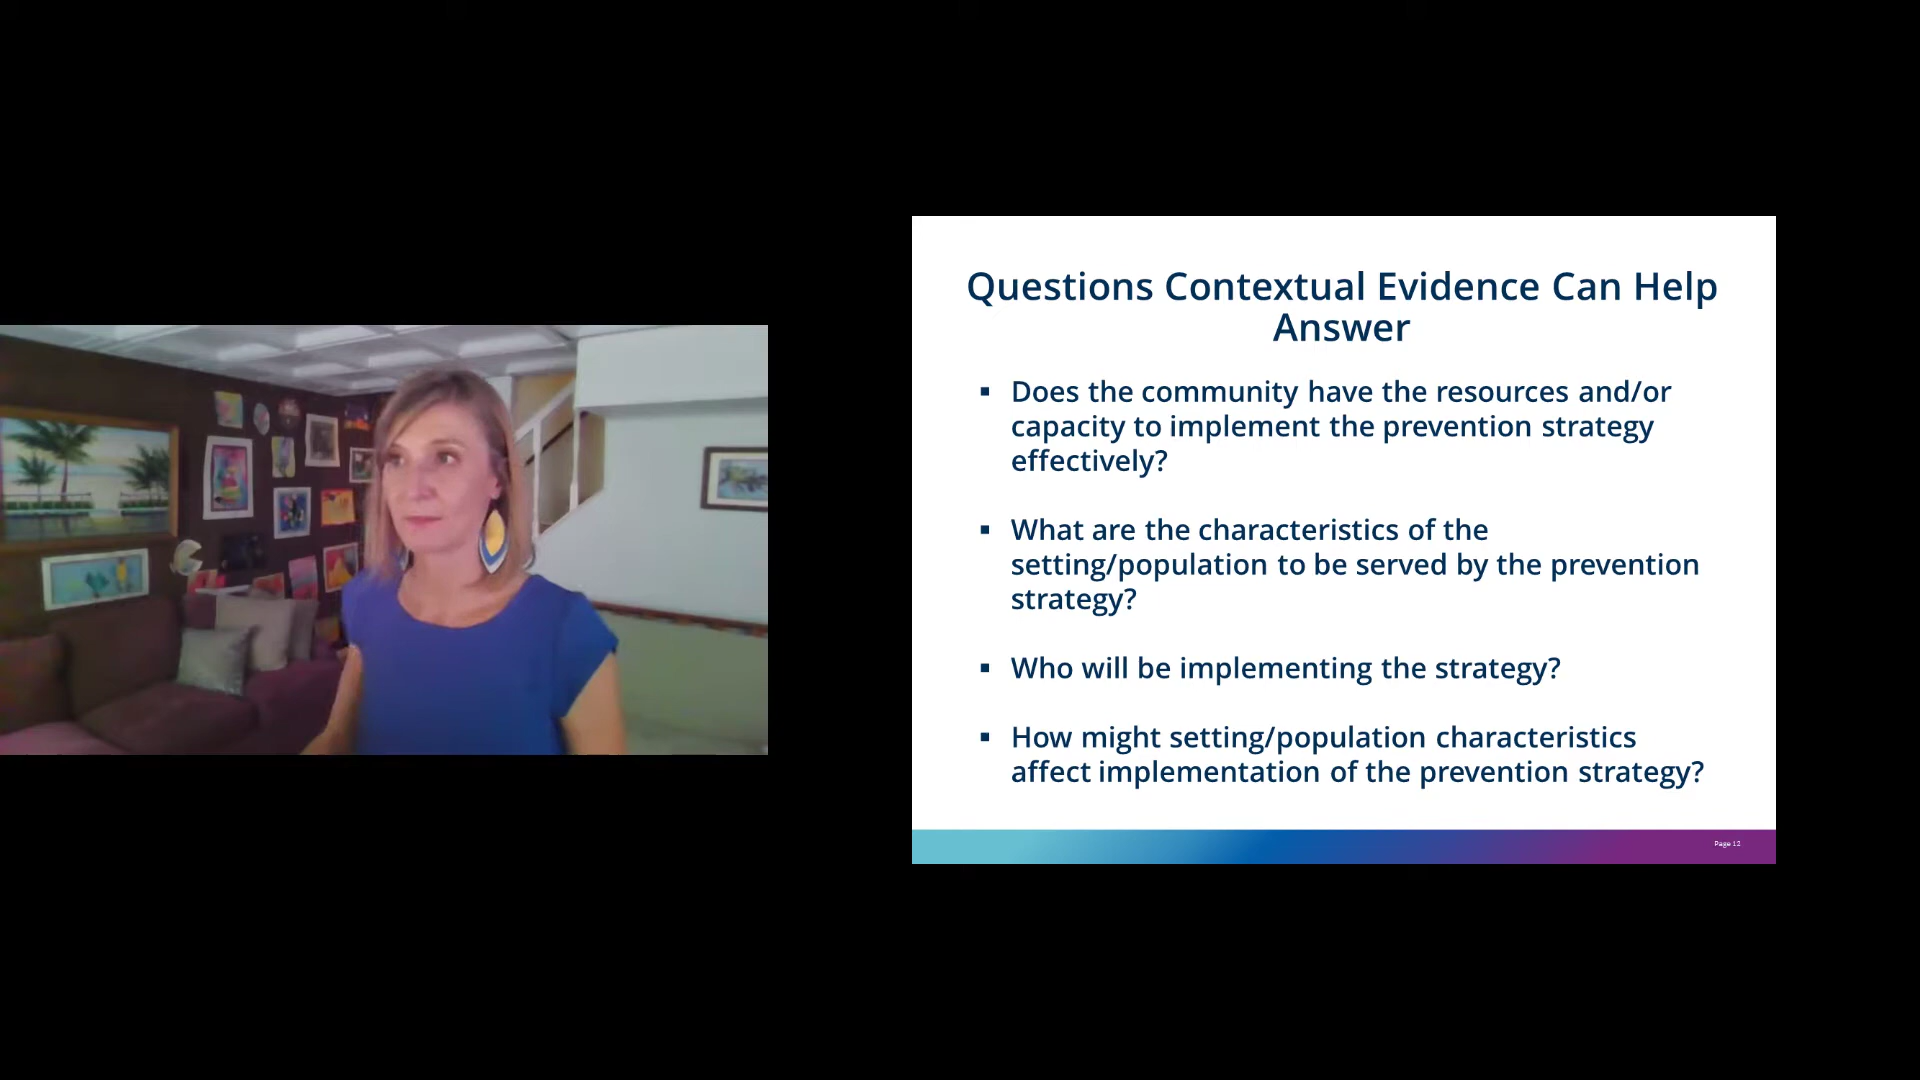 Questions Contextual Evidence Can Help
Answer
▪ Does the community have the resources and/or
capacity to implement the prevention strategy
effectively?
▪ What are the characteristics of the
setting/population to be served by the prevention
strategy?
▪ Who will be implementing the strategy?
▪ How might setting/population characteristics
affect implementation of the prevention strategy?
Page 12